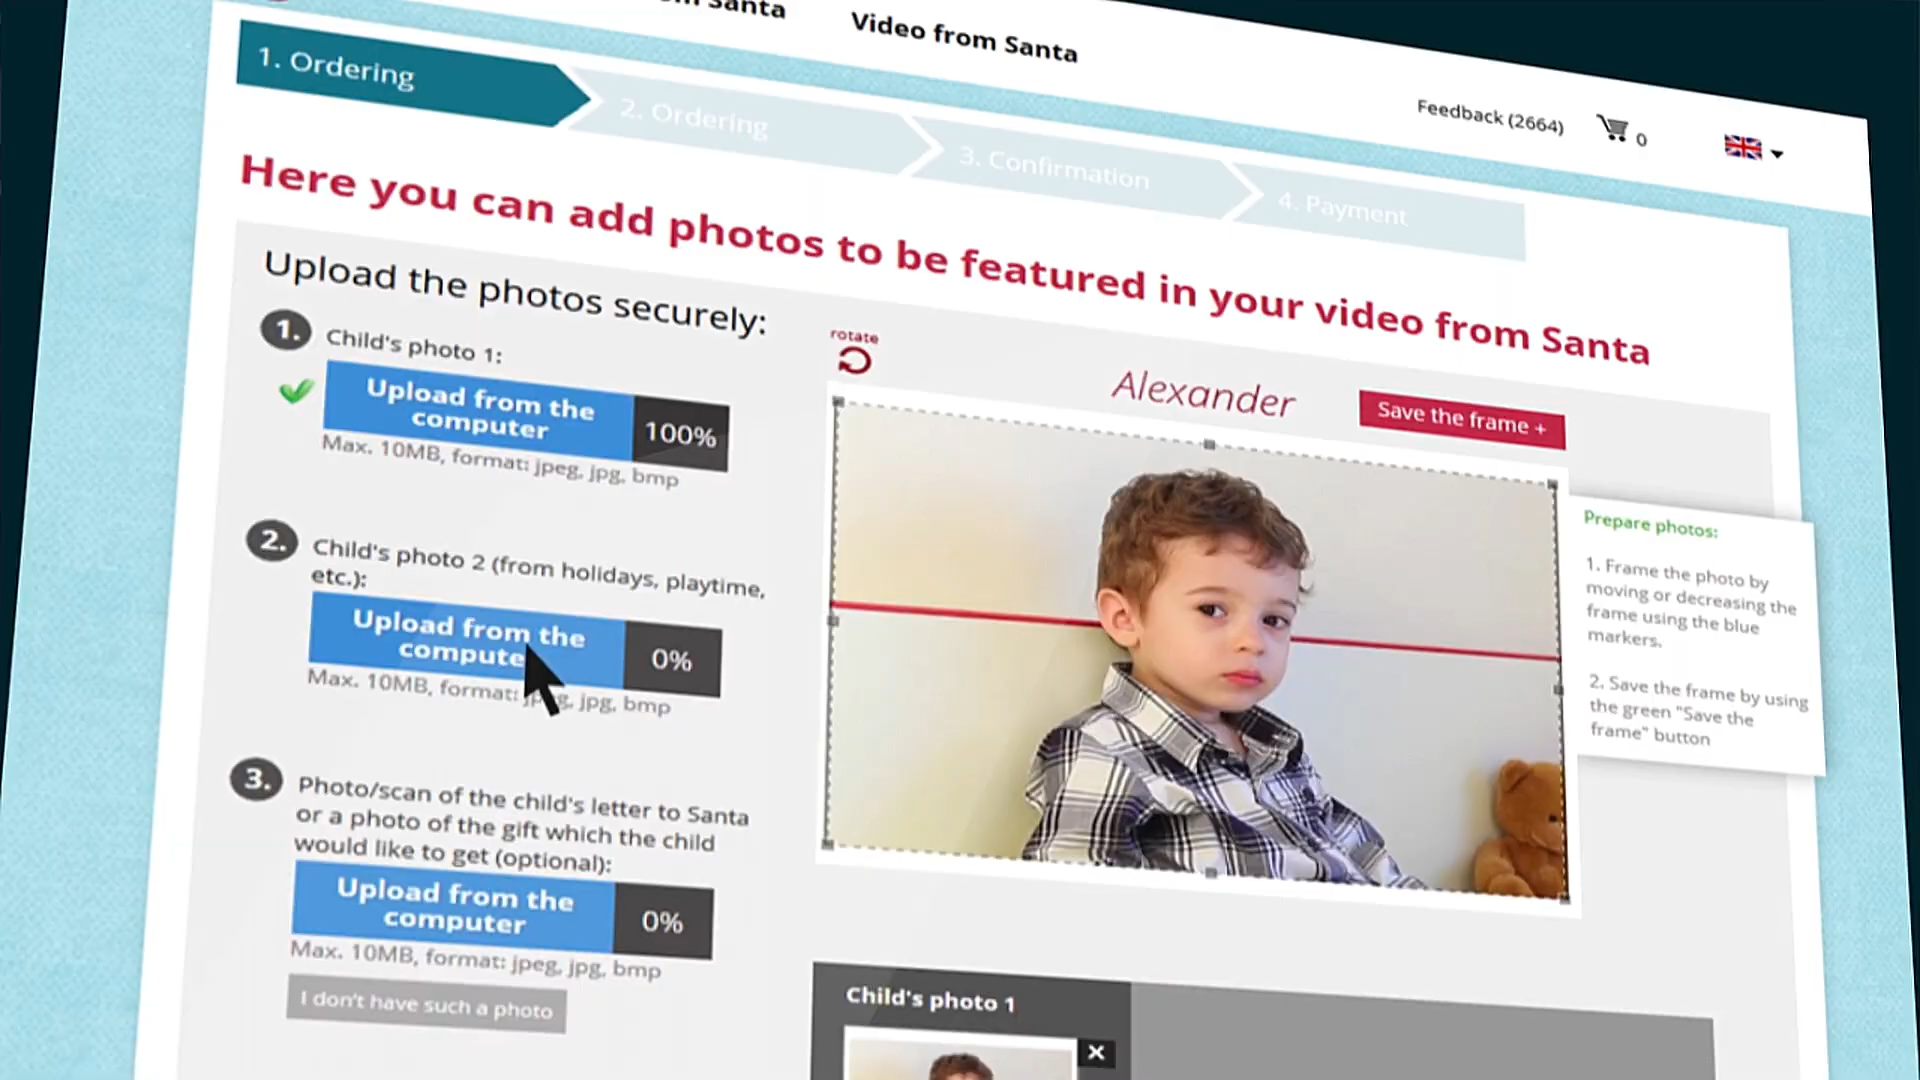 Santa
Video from Santa
Feedback (2664)
0
1. Ordering
2. Ordering
3. Confirmation
4. Payment
Here you can add photos to be featured in your video from Santa
Upload the photos securely:
1.
Child's photo 1:
Upload from the
computer
100%
Max. 10MB, format: jpeg, jpg, bmp
2.
Child's photo 2 (from holidays, playtime,
etc.):
Upload from the
compute
0%
Max. 10MB, format: jpeg, jpg, bmp
3.
Photo/scan of the child's letter to Santa
or a photo of the gift which the child
would like to get (optional):
Upload from the
computer
0%
Max. 10MB, format: jpeg, jpg, bmp
I don't have such a photo
rotate
Alexander
Save the frame +
Prepare photos:
1. Frame the photo by
moving or decreasing the
frame using the blue
markers.
2. Save the frame by using
the green "Save the
frame" button
Child's photo 1